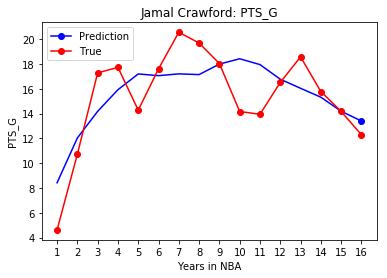 Jamal Crawford: PTS_G
Prediction
True
PTS_G
20
18
16
14
12
10
8
6
4
1 2 3 4 5 6 7 8 9 10 11 12 13 14 15 16
Years in NBA